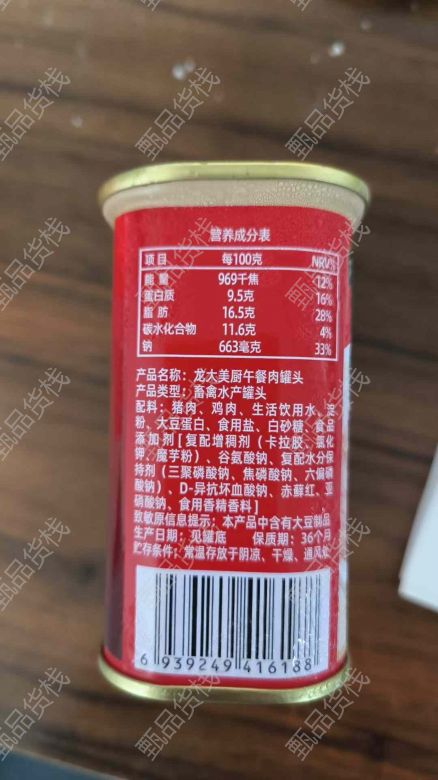 甄品货栈
营养成分表
项目 每100克 NRV%
能量 969千焦 12%
蛋白质 9.5克 16%
脂肪 16.5克 28%
碳水化合物 11.6克 4%
钠 663毫克 33%
产品名称：龙大美厨午餐肉罐头
产品类型：畜禽水产罐头
配料：猪肉、鸡肉、生活饮用水、淀
粉、大豆蛋白、食用盐、白砂糖、食品
添加剂[复配增稠剂（卡拉胶、氯化
钾、魔芋粉）、谷氨酸钠、复配水分保
持剂（三聚磷酸钠、焦磷酸钠、六偏磷
酸钠）、D-异抗坏血酸钠、赤藓红、亚
硝酸钠、食用香精香料]
致敏原信息提示：本产品中含有大豆制品
生产日期：见罐底 保质期：36个月
贮存条件：常温存放于阴凉、干燥、通风处
6 939249 416188